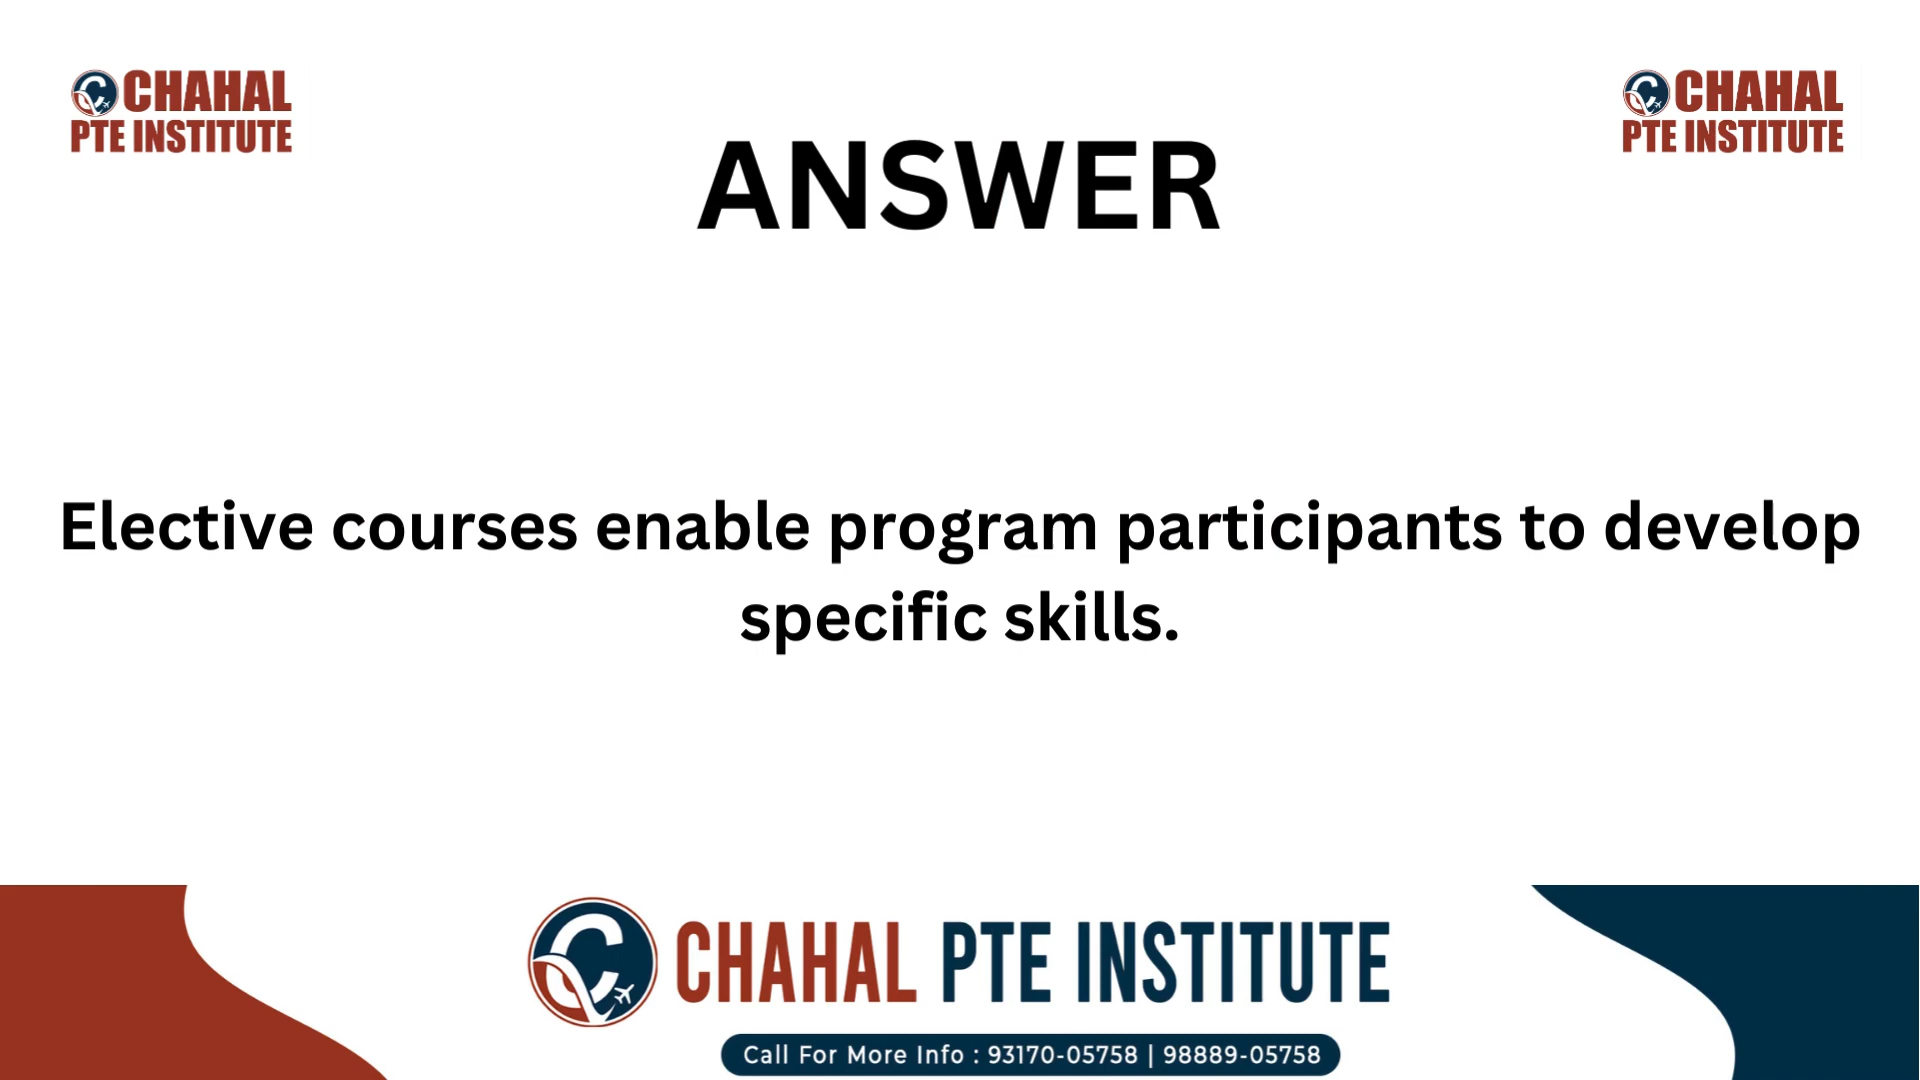 CHAHAL
PTE INSTITUTE
CHAHAL
PTE INSTITUTE
ANSWER
Elective courses enable program participants to develop
specific skills.
CHAHAL PTE INSTITUTE
Call For More Info : 93170-05758 | 98889-05758